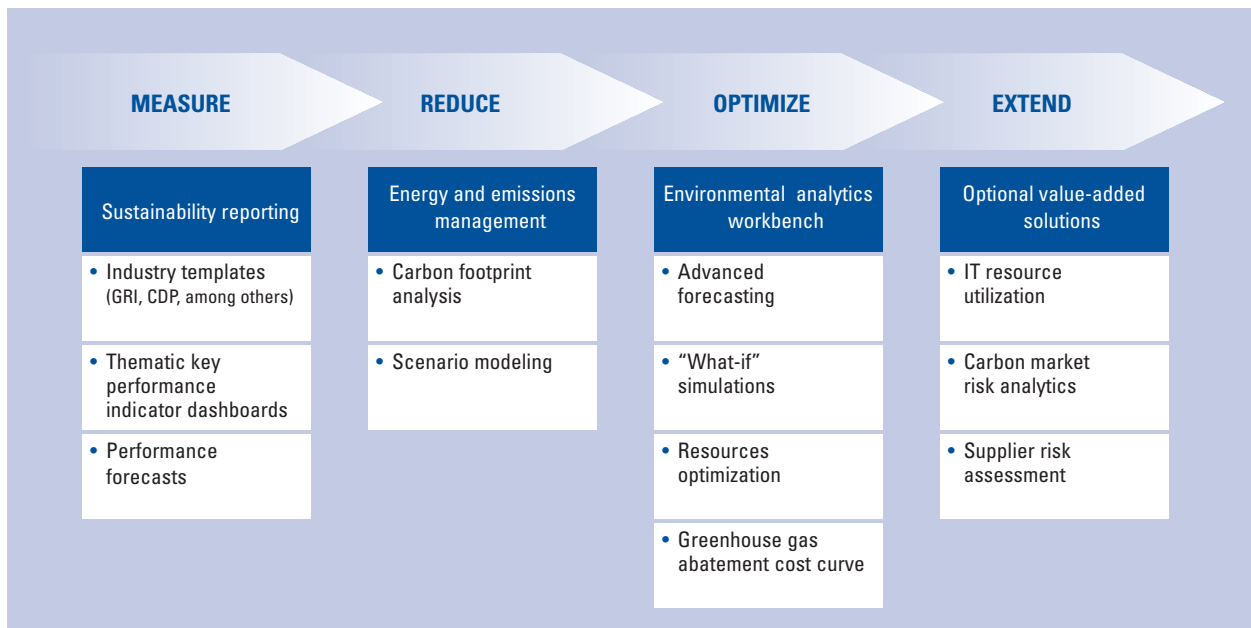 MEASURE
REDUCE
OPTIMIZE
EXTEND
Sustainability reporting
• Industry templates
(GRI, CDP, among others)
• Thematic key
performance
indicator dashboards
• Performance
forecasts
Energy and emissions
management
• Carbon footprint
analysis
• Scenario modeling
Environmental analytics
workbench
• Advanced
forecasting
• “What-if”
simulations
• Resources
optimization
• Greenhouse gas
abatement cost curve
Optional value-added
solutions
• IT resource
utilization
• Carbon market
risk analytics
• Supplier risk
assessment